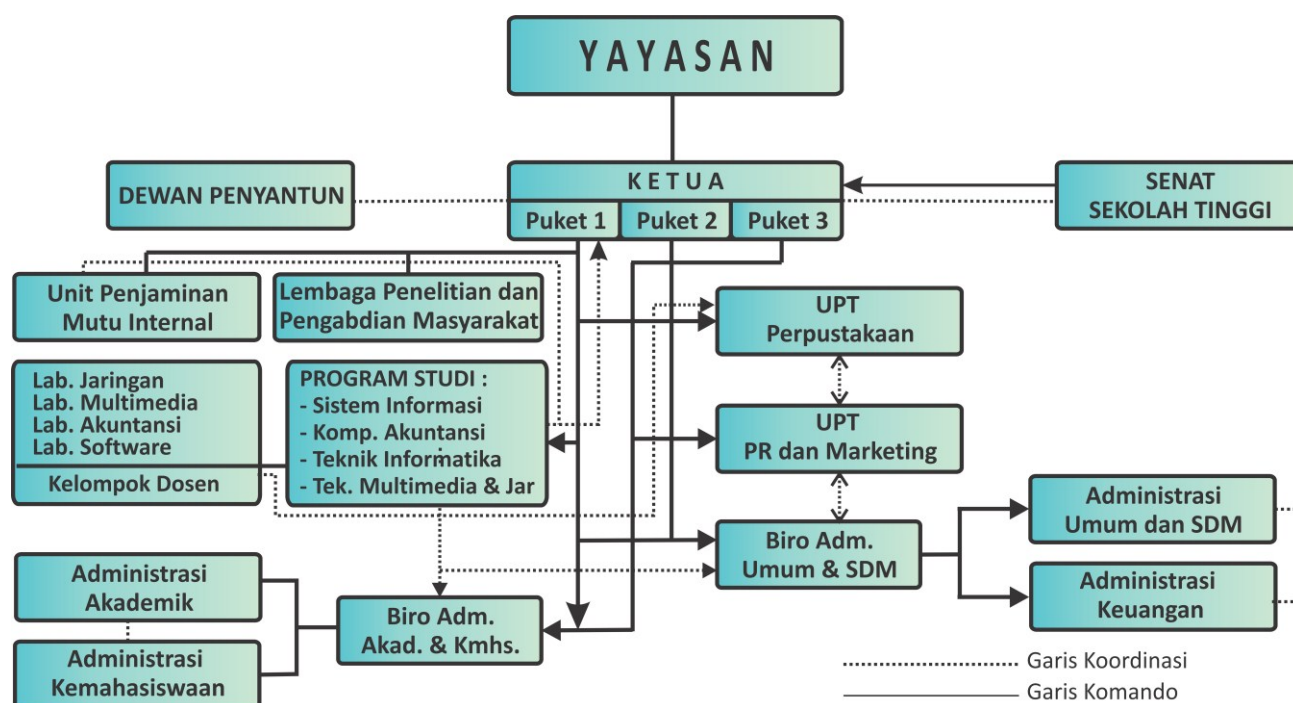 YAYASAN
DEWAN PENYANTUN
KETUA
Puket 1
Puket 2
Puket 3
SENAT
SEKOLAH TINGGI
Unit Penjaminan
Mutu Internal
Lembaga Penelitian dan
Pengabdian Masyarakat
UPT
Perpustakaan
Lab. Jaringan
Lab. Multimedia
Lab. Akuntansi
Lab. Software
Kelompok Dosen
PROGRAM STUDI :
- Sistem Informasi
- Komp. Akuntansi
- Teknik Informatika
- Tek. Multimedia & Jar
UPT
PR dan Marketing
Biro Adm.
Umum & SDM
Administrasi
Umum dan SDM
Administrasi
Keuangan
Administrasi
Akademik
Administrasi
Kemahasiswaan
Biro Adm.
Akad. & Kmhs.
Garis Koordinasi
Garis Komando